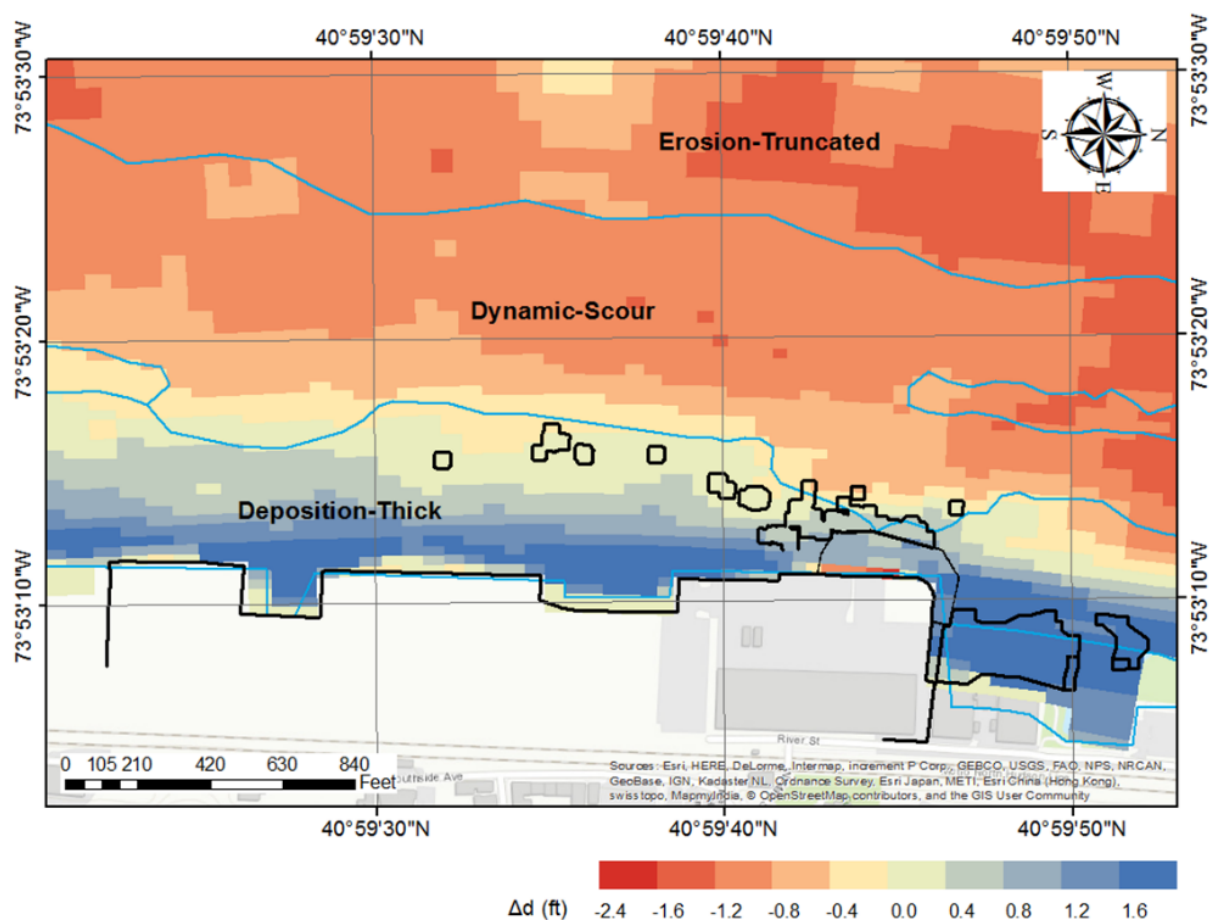 40°59'30"N 40°59'40"N 40°59'50"N
73°53'30"W 73°53'30"W
W
S N
E
Erosion-Truncated
73°53'20"W 73°53'20"W
Dynamic-Scour
Deposition-Thick
73°53'10"W 73°53'10"W
River St
0 105 210 420 630 840
Feet
outhside Ave
Sources: Esri, HERE, DeLorme, Intermap, increment P Corp., GEBCO, USGS, FAO, NPS, NRCAN,
GeoBase, IGN, Kadaster NL, Ordnance Survey, Esri Japan, METI, Esri China (Hong Kong),
swisstopo, MapmyIndia, © OpenStreetMap contributors, and the GIS User Community
40°59'30"N 40°59'40"N 40°59'50"N
Δd (ft) -2.4 -1.6 -1.2 -0.8 -0.4 0.0 0.4 0.8 1.2 1.6